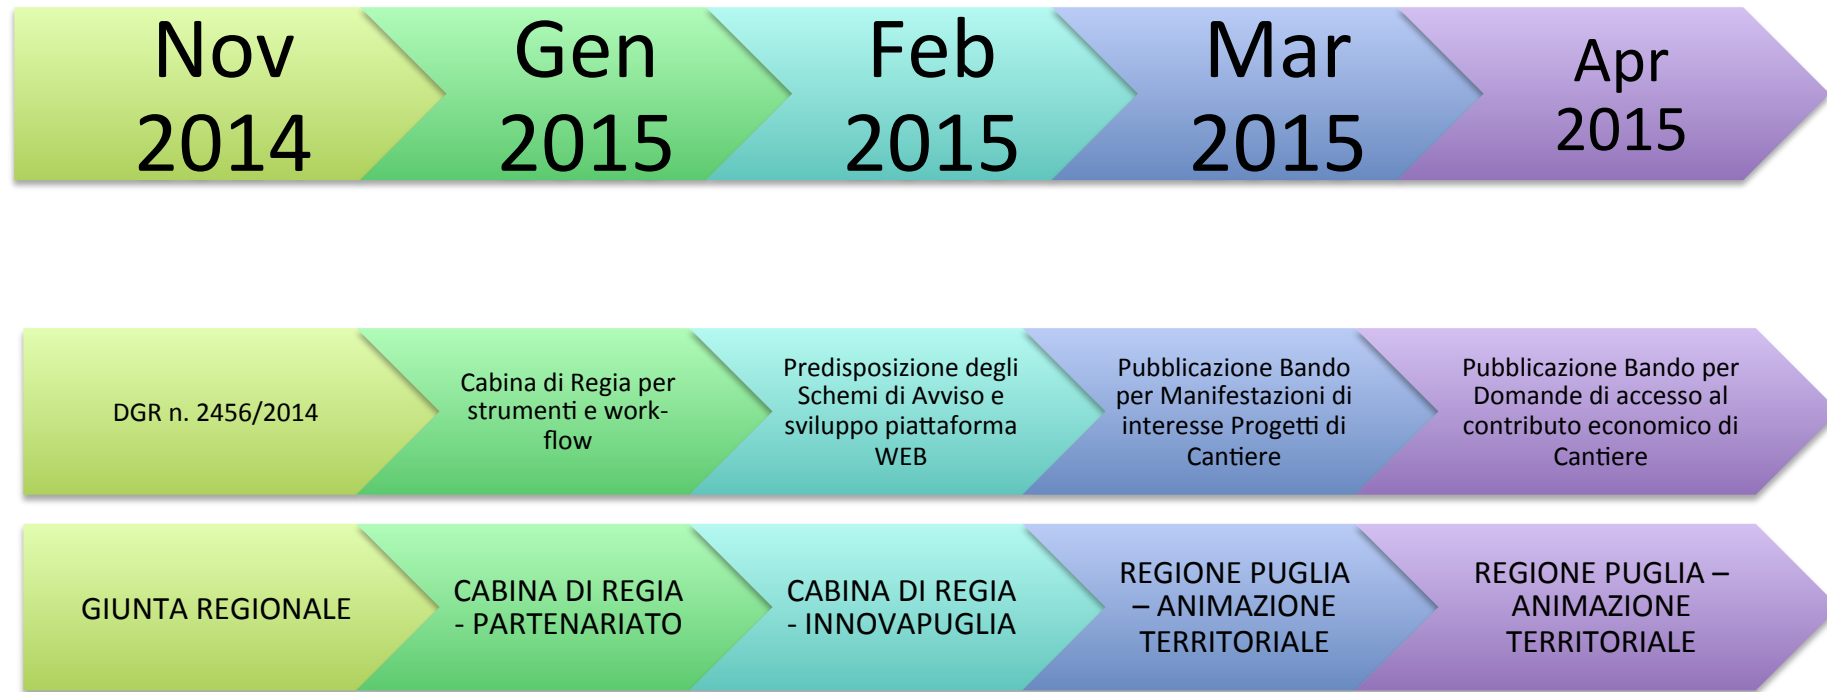 Nov
2014
Gen
2015
Feb
2015
Mar
2015
Apr
2015
DGR n. 2456/2014
Cabina di Regia per
strumenti e work-
flow
Predisposizione degli
Schemi di Avviso e
sviluppo piattaforma
WEB
Pubblicazione Bando
per Manifestazioni di
interesse Progetti di
Cantiere
Pubblicazione Bando per
Domande di accesso al
contributo economico di
Cantiere
GIUNTA REGIONALE
CABINA DI REGIA
- PARTENARIATO
CABINA DI REGIA
- INNOVAPUGLIA
REGIONE PUGLIA
– ANIMAZIONE
TERRITORIALE
REGIONE PUGLIA –
ANIMAZIONE
TERRITORIALE